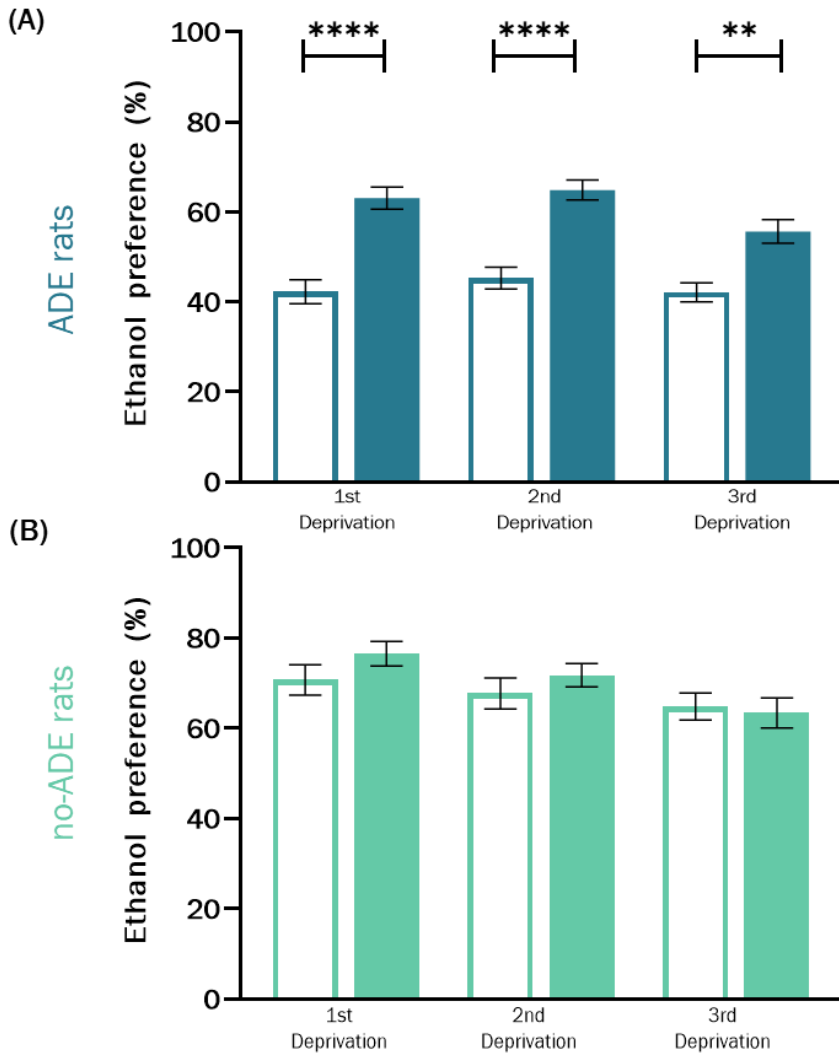 (A)
ADE rats
Ethanol preference (%)
100
80
60
40
20
0
****
****
**
1st
Deprivation
2nd
Deprivation
3rd
Deprivation
(B)
no-ADE rats
Ethanol preference (%)
100
80
60
40
20
0
1st
Deprivation
2nd
Deprivation
3rd
Deprivation